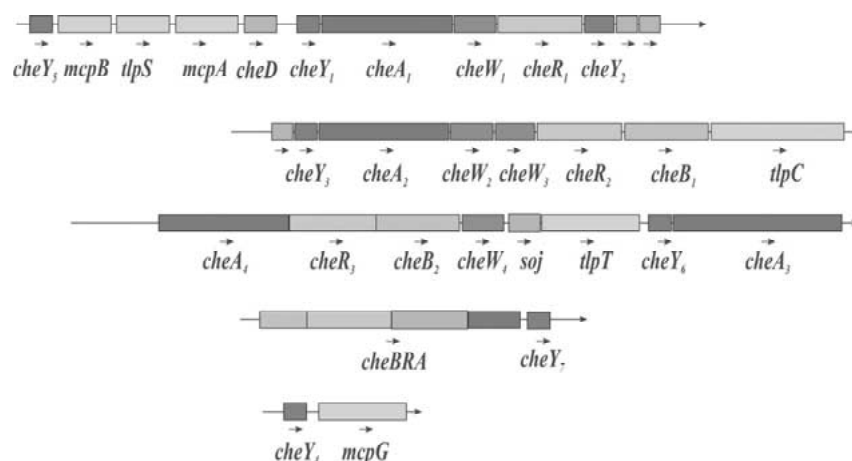 cheY₅ mcpB tlpS mcpA cheD cheY₁ cheA₁ cheW₁ cheR₁ cheY₂
cheY₃ cheA₂ cheW₂ cheW₃ cheR₂ cheB₁ tlpC
cheA₄ cheR₃ cheB₂ cheW₄ soj tlpT cheY₆ cheA₃
cheBRA cheY₇
cheY₄ mcpG